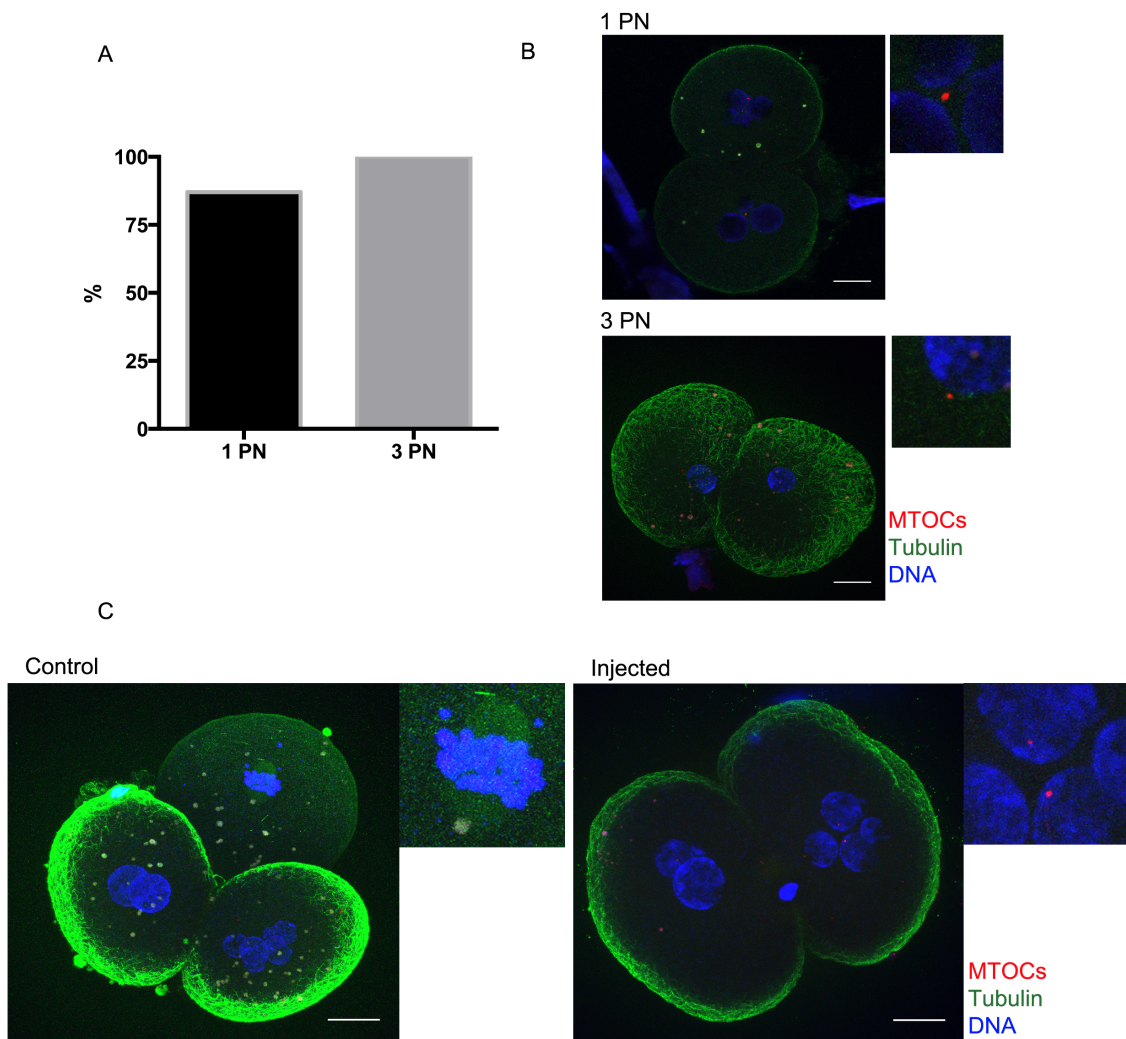 A
B
100
75
50
25
0
%
1 PN
3 PN
1 PN
3 PN
MTOCs
Tubulin
DNA
C
Control
Injected
MTOCs
Tubulin
DNA